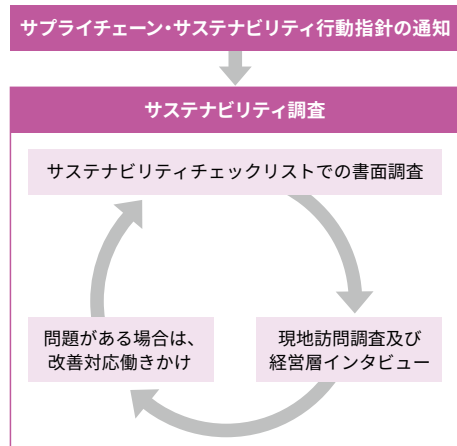 サプライチェーン・サステナビリティ行動指針の通知
サステナビリティ調査
サステナビリティチェックリストでの書面調査
問題がある場合は、
改善対応働きかけ
現地訪問調査及び
経営層インタビュー